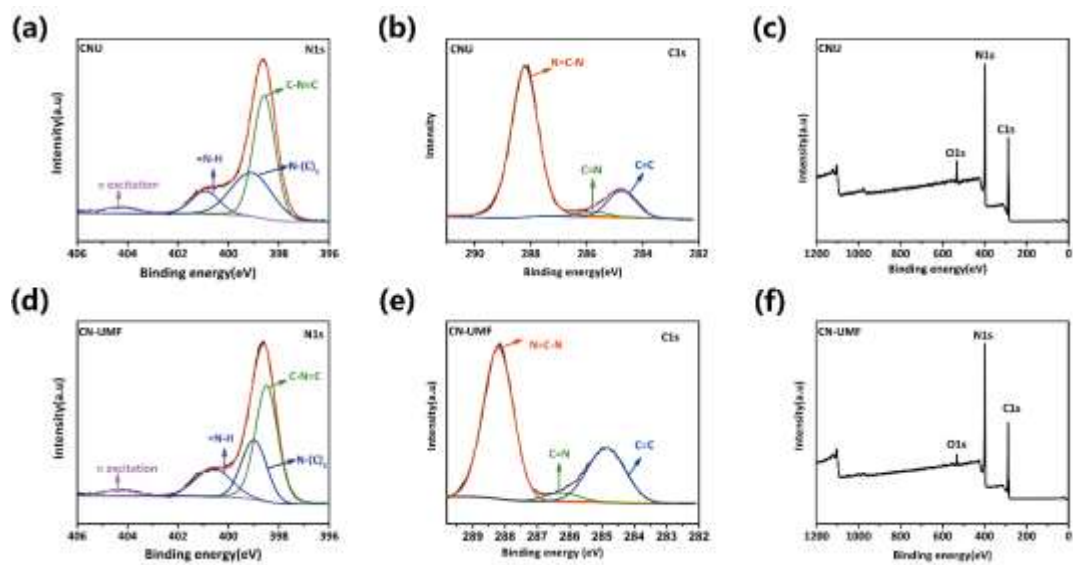 (a)
CNU
N1s
C-N=C
=N-H
N-(C)3
π excitation
Intensity(a.u)
406 404 402 400 398 396
Binding energy(eV)
(b)
CNU
C1s
N=C-N
C=N
C=C
Intensity
290 288 286 284 282
Binding energy(eV)
(c)
CNU
N1s
C1s
O1s
Intensity(a.u)
1200 1000 800 600 400 200 0
Binding energy(eV)
(d)
CN-UMF
N1s
C-N=C
=N-H
N-(C)3
π excitation
Intensity(a.u)
406 404 402 400 398 396
Binding energy(eV)
(e)
CN-UMF
C1s
N=C-N
C=N
C=C
Intensity(a.u)
289 288 287 286 285 284 283 282
Binding energy(eV)
(f)
CN-UMF
N1s
C1s
O1s
Intensity(a.u)
1200 1000 800 600 400 200 0
Binding energy(eV)